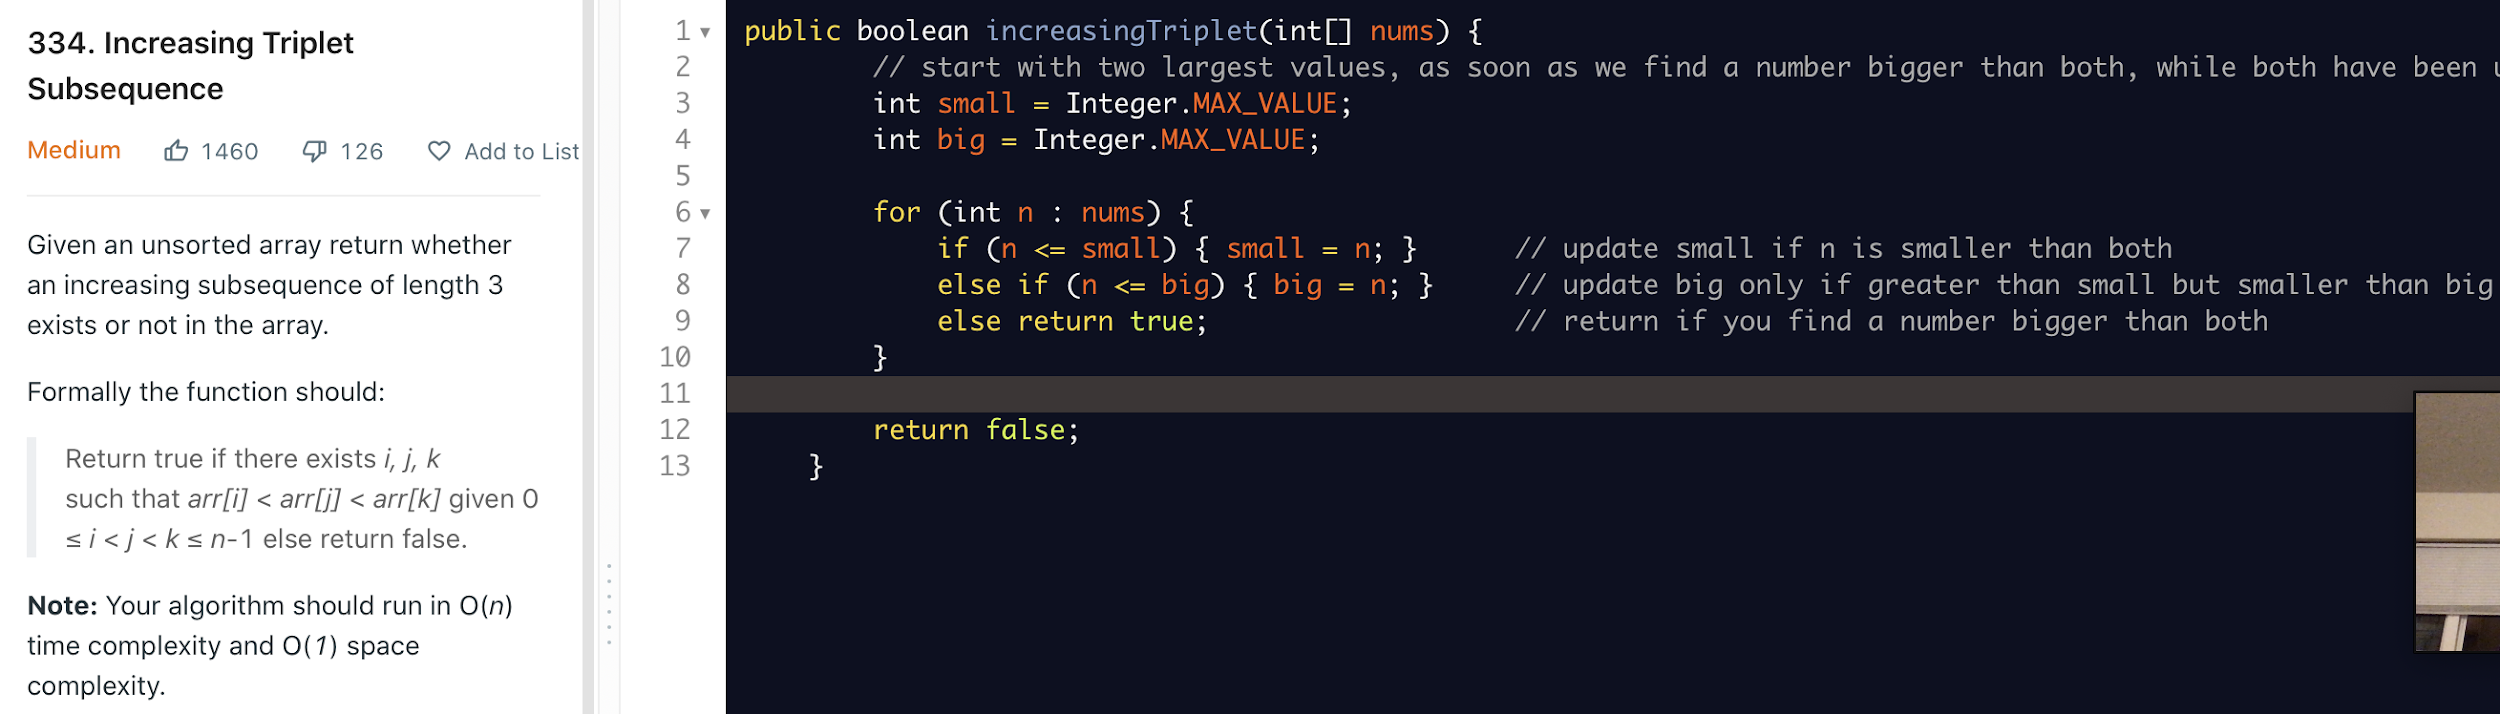 334. Increasing Triplet
Subsequence
Medium 1460 126 Add to List
Given an unsorted array return whether
an increasing subsequence of length 3
exists or not in the array.
Formally the function should:
Return true if there exists i, j, k
such that arr[i] < arr[j] < arr[k] given 0
≤ i < j < k ≤ n-1 else return false.
Note: Your algorithm should run in O(n)
time complexity and O(1) space
complexity.
1 public boolean increasingTriplet(int[] nums) {
2 // start with two largest values, as soon as we find a number bigger than both, while both have been
3 int small = Integer.MAX_VALUE;
4 int big = Integer.MAX_VALUE;
5
6 for (int n : nums) {
7 if (n <= small) { small = n; } // update small if n is smaller than both
8 else if (n <= big) { big = n; } // update big only if greater than small but smaller than big
9 else return true; // return if you find a number bigger than both
10 }
11
12 return false;
13 }